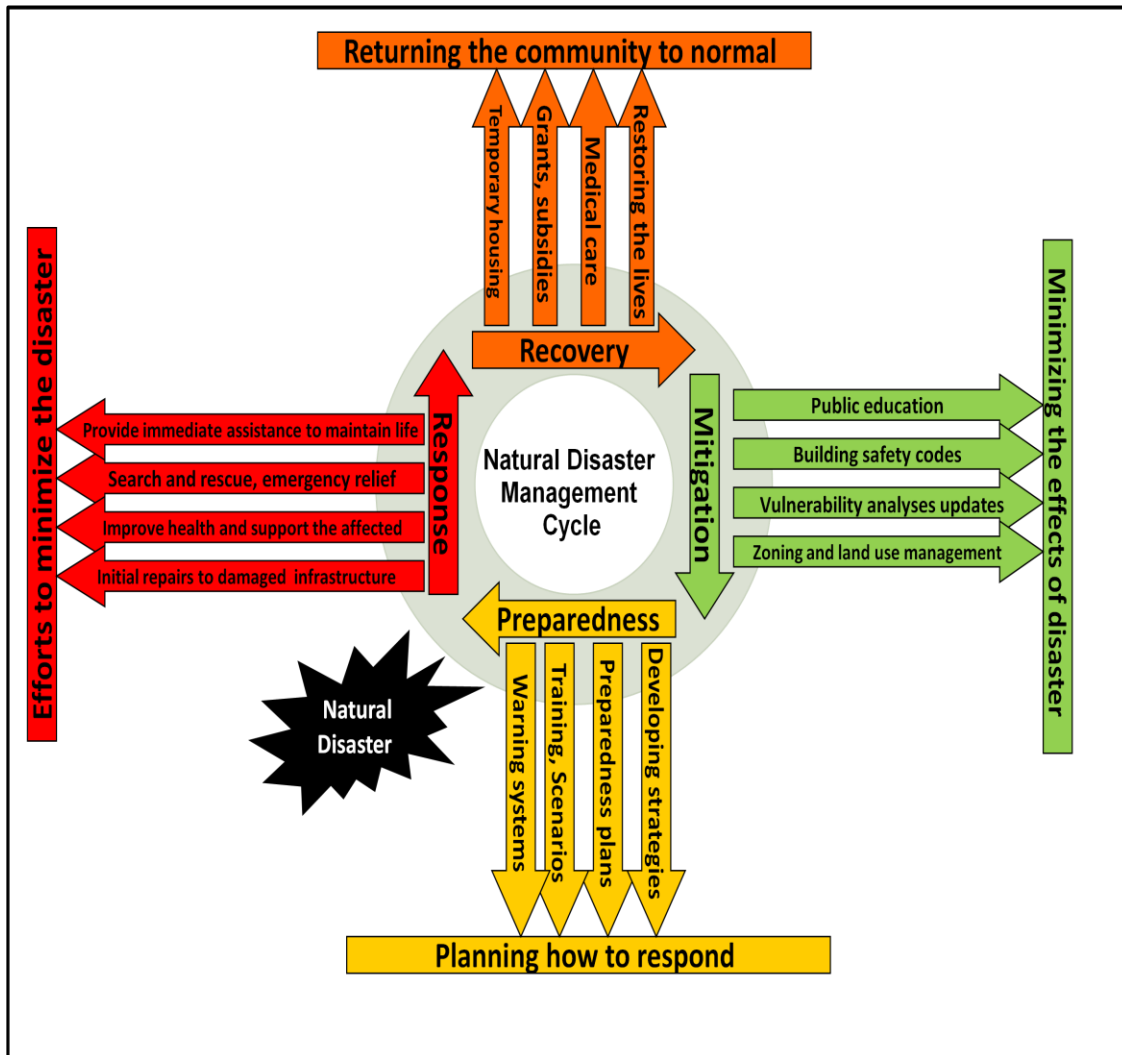 Returning the community to normal
Temporary housing
Grants, subsidies
Medical care
Restoring the lives
Recovery
Efforts to minimize the disaster
Provide immediate assistance to maintain life
Search and rescue, emergency relief
Improve health and support the affected
Initial repairs to damaged infrastructure
Response
Natural Disaster
Management
Cycle
Mitigation
Public education
Building safety codes
Vulnerability analyses updates
Zoning and land use management
Minimizing the effects of disaster
Preparedness
Natural
Disaster
Warning systems
Training, Scenarios
Preparedness plans
Developing strategies
Planning how to respond